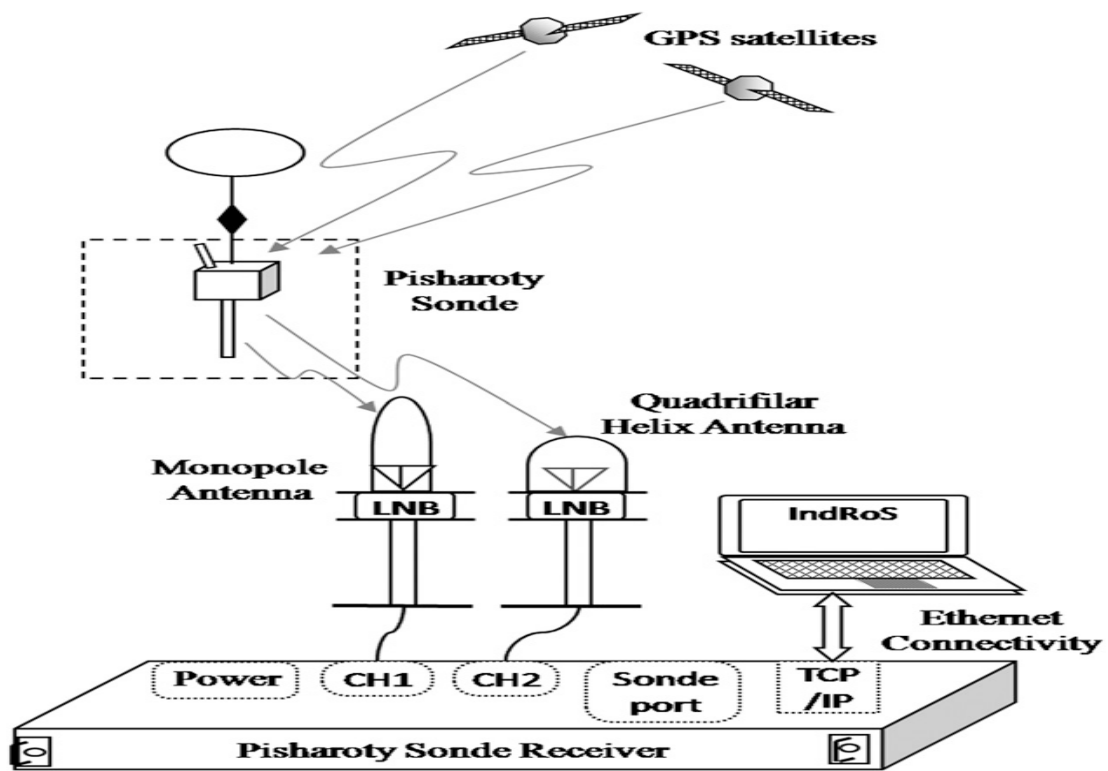 GPS satellites
Pisharoty
Sonde
Quadrifilar
Helix Antenna
Monopole
Antenna
LNB
LNB
IndRoS
Ethernet
Connectivity
Power
CH1
CH2
Sonde
port
TCP
/IP
Pisharoty Sonde Receiver